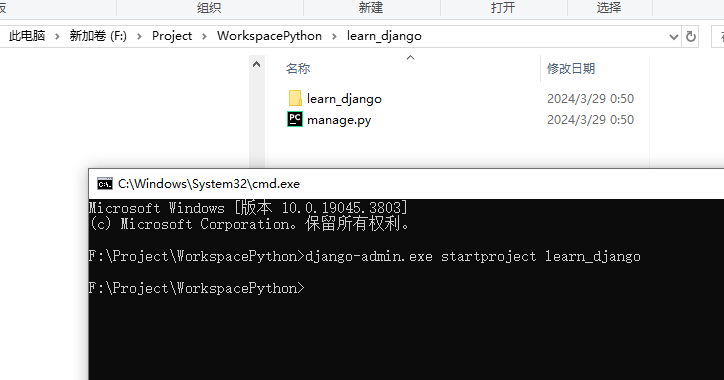 组织 新建 打开 选择
此电脑 > 新加卷 (F:) > Project > WorkspacePython > learn_django
名称 修改日期
learn_django 2024/3/29 0:50
manage.py 2024/3/29 0:50
C:\Windows\System32\cmd.exe
Microsoft Windows [版本 10.0.19045.3803]
(c) Microsoft Corporation。保留所有权利。
F:\Project\WorkspacePython>django-admin.exe startproject learn_django
F:\Project\WorkspacePython>